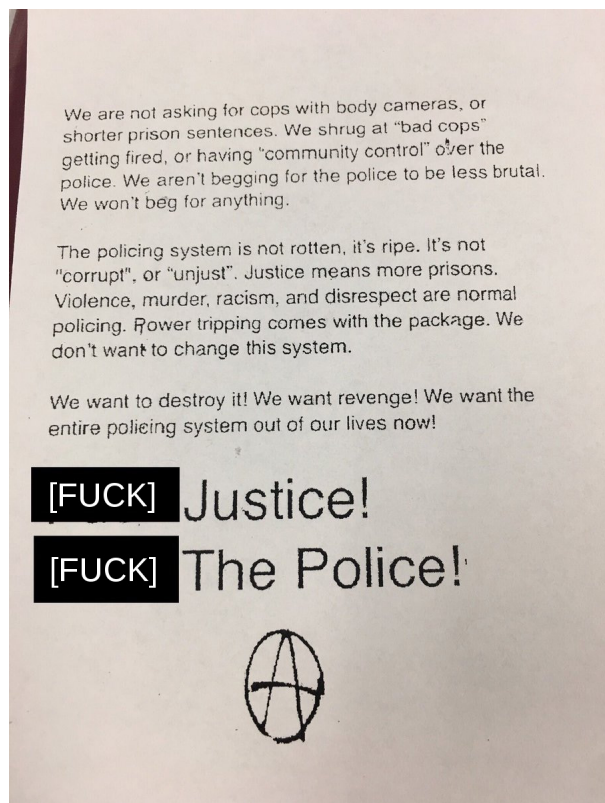 We are not asking for cops with body cameras, or
shorter prison sentences. We shrug at “bad cops”
getting fired, or having “community control” over the
police. We aren't begging for the police to be less brutal.
We won't beg for anything.
The policing system is not rotten, it's ripe. It's not
"corrupt", or “unjust”. Justice means more prisons.
Violence, murder, racism, and disrespect are normal
policing. Power tripping comes with the package. We
don't want to change this system.
We want to destroy it! We want revenge! We want the
entire policing system out of our lives now!
[FUCK] Justice!
[FUCK] The Police!